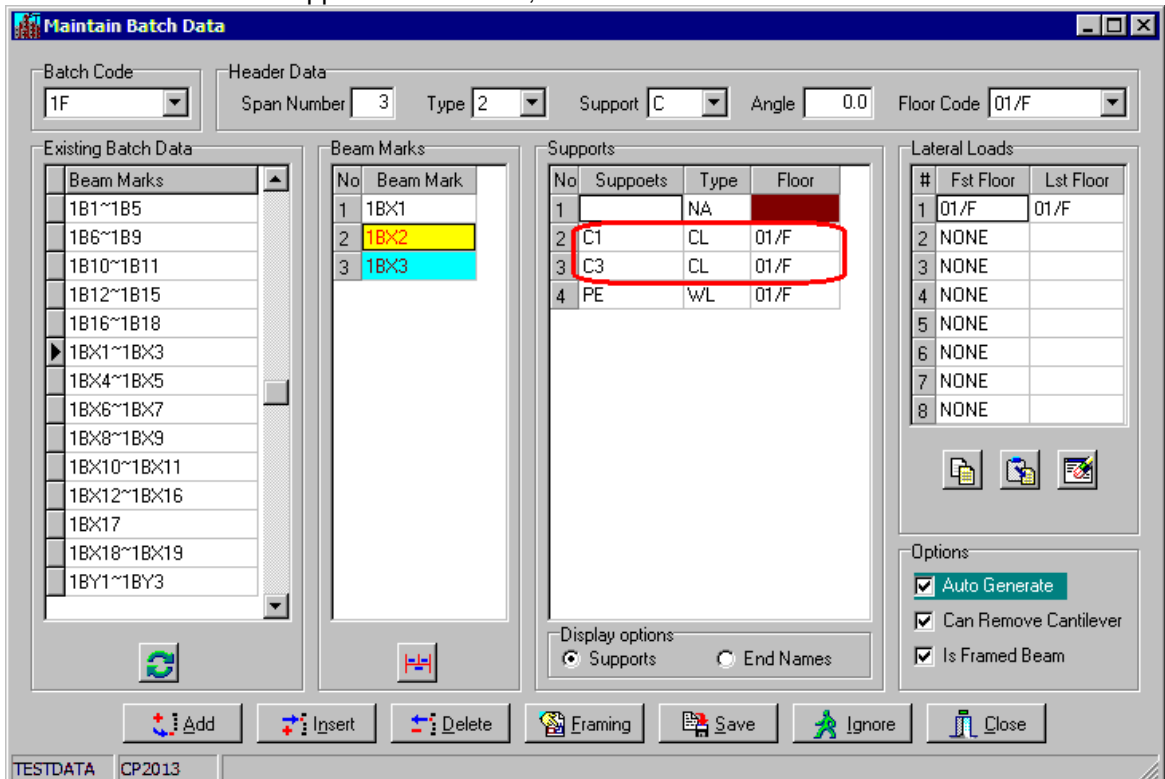 Maintain Batch Data
Batch Code
1F
Header Data
Span Number 3 Type 2 Support C Angle 0.0 Floor Code 01/F
Existing Batch Data
Beam Marks
1B1~1B5
1B6~1B9
1B10~1B11
1B12~1B15
1B16~1B18
1BX1~1BX3
1BX4~1BX5
1BX6~1BX7
1BX8~1BX9
1BX10~1BX11
1BX12~1BX16
1BX17
1BX18~1BX19
1BY1~1BY3
Beam Marks
No Beam Mark
1 1BX1
2 1BX2
3 1BX3
Supports
No Suppoets Type Floor
1 NA
2 C1 CL 01/F
3 C3 CL 01/F
4 PE WL 01/F
Display options
Supports End Names
Lateral Loads
# Fst Floor Lst Floor
1 01/F 01/F
2 NONE
3 NONE
4 NONE
5 NONE
6 NONE
7 NONE
8 NONE
Options
Auto Generate
Can Remove Cantilever
Is Framed Beam
Add Insert Delete Framing Save Ignore Close
TESTDATA CP2013